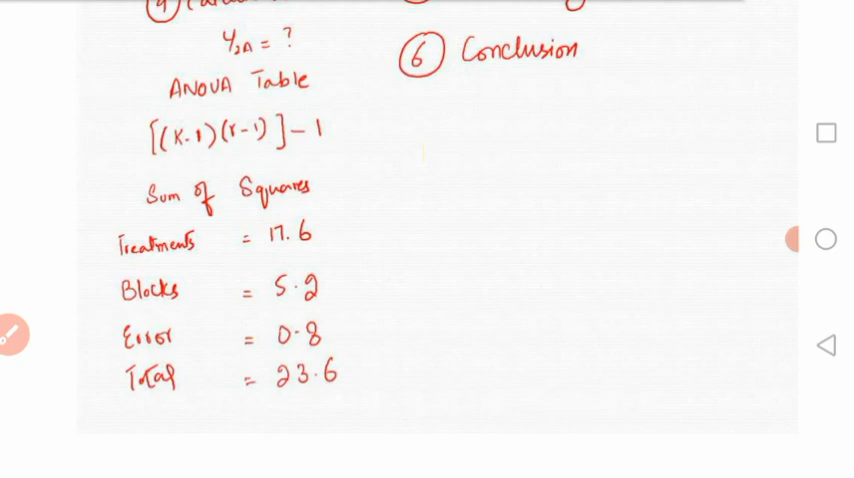 Y₂A = ?
ANOVA Table
[(K-1)(r-1)]-1
Sum of Squares
Treatments = 17.6
Blocks = 5.2
Error = 0.8
Total = 23.6
6 Conclusion